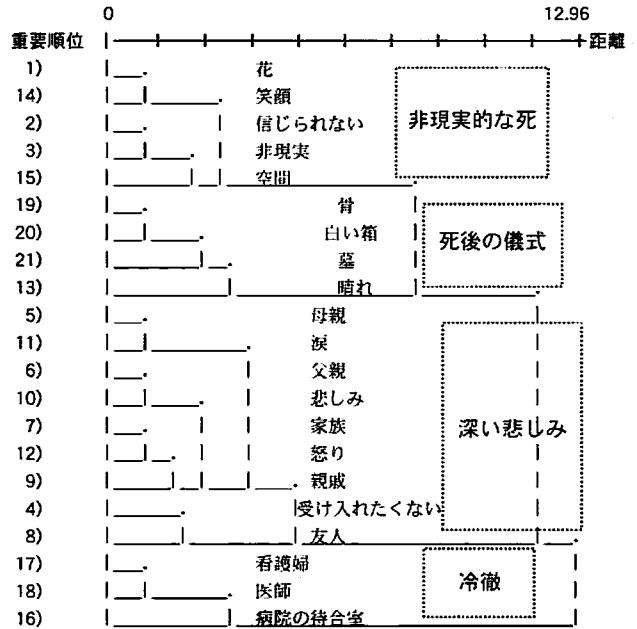 0 12.96
重要順位 距離
1) 花
14) 笑顔
2) 信じられない
3) 非現実
15) 空間
非現実的な死
19) 骨
20) 白い箱
21) 墓
13) 晴れ
死後の儀式
5) 母親
11) 涙
6) 父親
10) 悲しみ
7) 家族
12) 怒り
9) 親戚
4) 受け入れたくない
8) 友人
深い悲しみ
17) 看護婦
18) 医師
16) 病院の待合室
冷徹